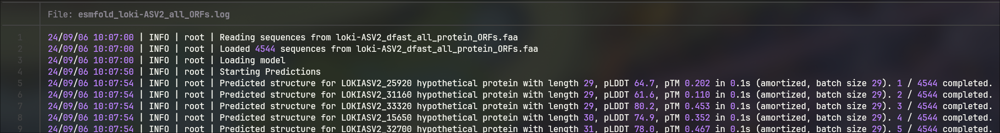 File: esmfold_loki-ASV2_all_ORFs.log
1 24/09/06 10:07:00 | INFO | root | Reading sequences from loki-ASV2_dfast_all_protein_ORFs.faa
2 24/09/06 10:07:00 | INFO | root | Loaded 4544 sequences from loki-ASV2_dfast_all_protein_ORFs.faa
3 24/09/06 10:07:00 | INFO | root | Loading model
4 24/09/06 10:07:50 | INFO | root | Starting Predictions
5 24/09/06 10:07:54 | INFO | root | Predicted structure for LOKIASV2_25920 hypothetical protein with length 29, pLDDT 64.7, pTM 0.202 in 0.1s (amortized, batch size 29). 1 / 4544 completed.
6 24/09/06 10:07:54 | INFO | root | Predicted structure for LOKIASV2_31160 hypothetical protein with length 29, pLDDT 61.6, pTM 0.110 in 0.1s (amortized, batch size 29). 2 / 4544 completed.
7 24/09/06 10:07:54 | INFO | root | Predicted structure for LOKIASV2_33320 hypothetical protein with length 29, pLDDT 80.2, pTM 0.453 in 0.1s (amortized, batch size 29). 3 / 4544 completed.
8 24/09/06 10:07:54 | INFO | root | Predicted structure for LOKIASV2_15650 hypothetical protein with length 30, pLDDT 74.9, pTM 0.352 in 0.1s (amortized, batch size 29). 4 / 4544 completed.
9 24/09/06 10:07:54 | INFO | root | Predicted structure for LOKIASV2_32700 hypothetical protein with length 31, pLDDT 78.0, pTM 0.467 in 0.1s (amortized, batch size 29). 5 / 4544 completed.